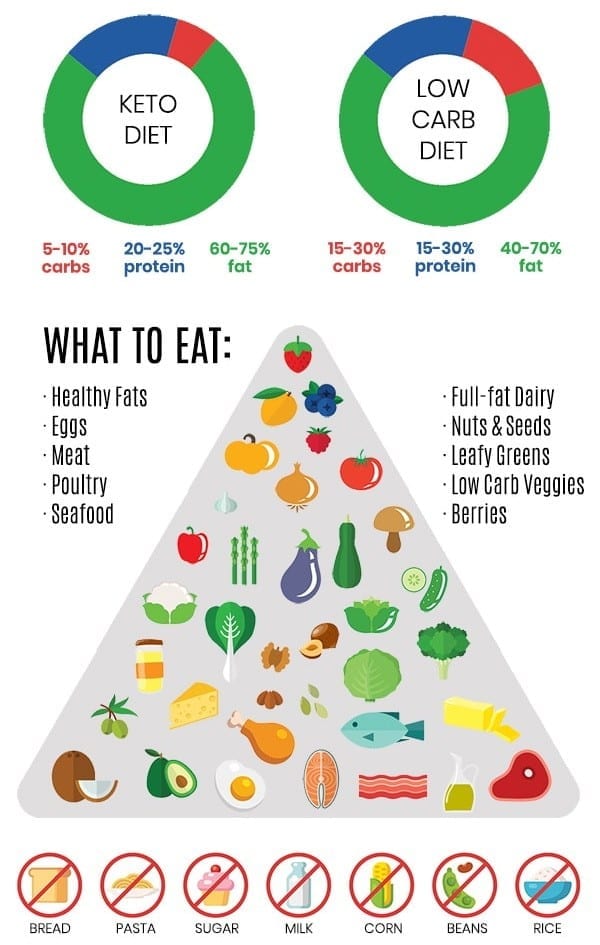 KETO
DIET
LOW
CARB
DIET
5-10%
carbs
20-25%
protein
60-75%
fat
15-30%
carbs
15-30%
protein
40-70%
fat
WHAT TO EAT:
· Healthy Fats
· Eggs
· Meat
· Poultry
· Seafood
· Full-fat Dairy
· Nuts & Seeds
· Leafy Greens
· Low Carb Veggies
· Berries
BREAD
PASTA
SUGAR
MILK
CORN
BEANS
RICE